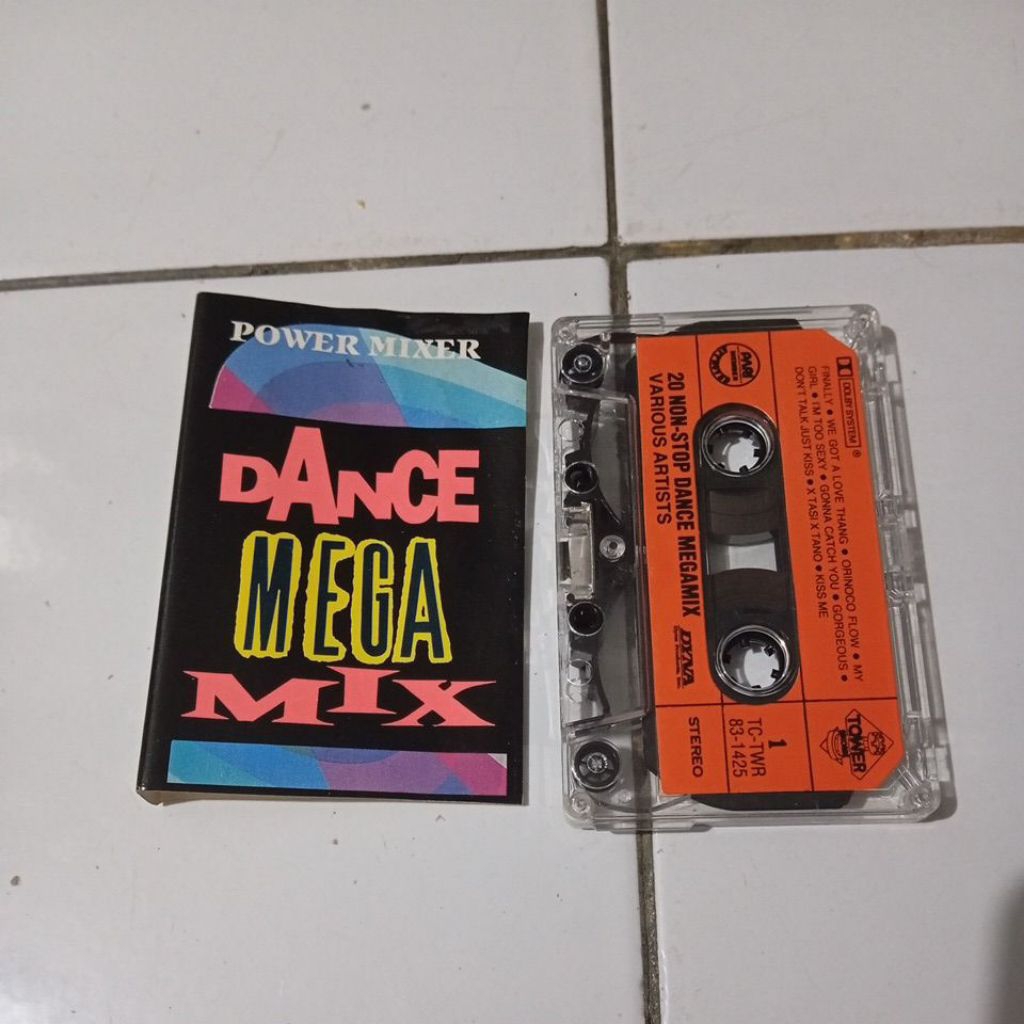 POWER MIXER
DANCE
MEGA
MIX
DOLBY SYSTEM ®
FINALLY ● WE GOT A LOVE THANG ● ORINOCO FLOW ● MY
GIRL ● I'M TOO SEXY ● GONNA CATCH YOU ● GORGEOUS ●
DON'T TALK JUST KISS ● X TASI X TANO ● KISS ME
20 NON-STOP DANCE MEGAMIX
VARIOUS ARTISTS
DYNA
TOWER
1
TC-TWR
83-1425
STEREO